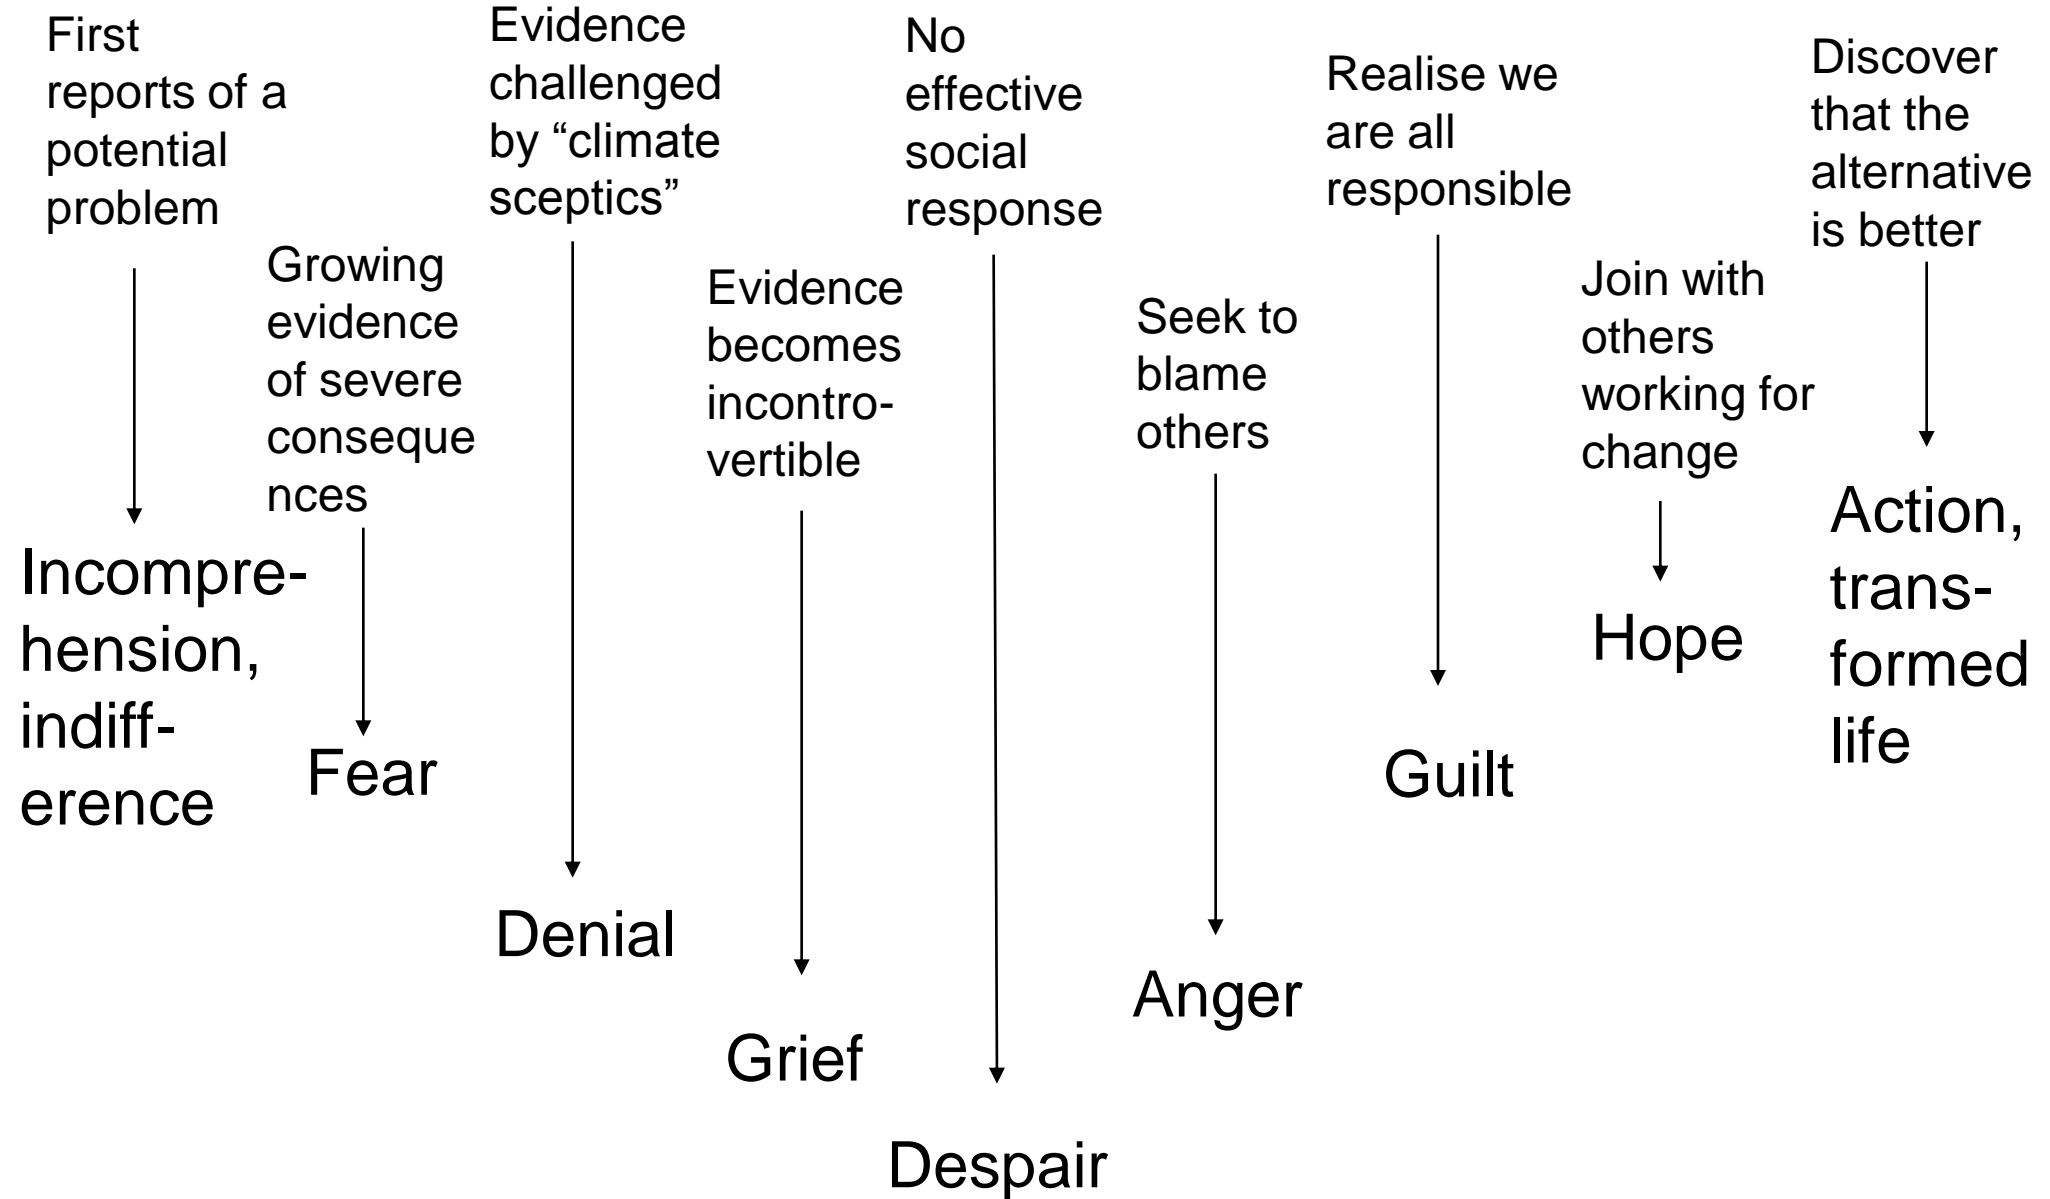 First
reports of a
potential
problem
Incompre-
hension,
indiff-
erence
Growing
evidence
of severe
conseque
nces
Fear
Evidence
challenged
by “climate
sceptics”
Denial
Evidence
becomes
incontro-
vertible
Grief
No
effective
social
response
Despair
Seek to
blame
others
Anger
Realise we
are all
responsible
Guilt
Join with
others
working for
change
Hope
Discover
that the
alternative
is better
Action,
trans-
formed
life